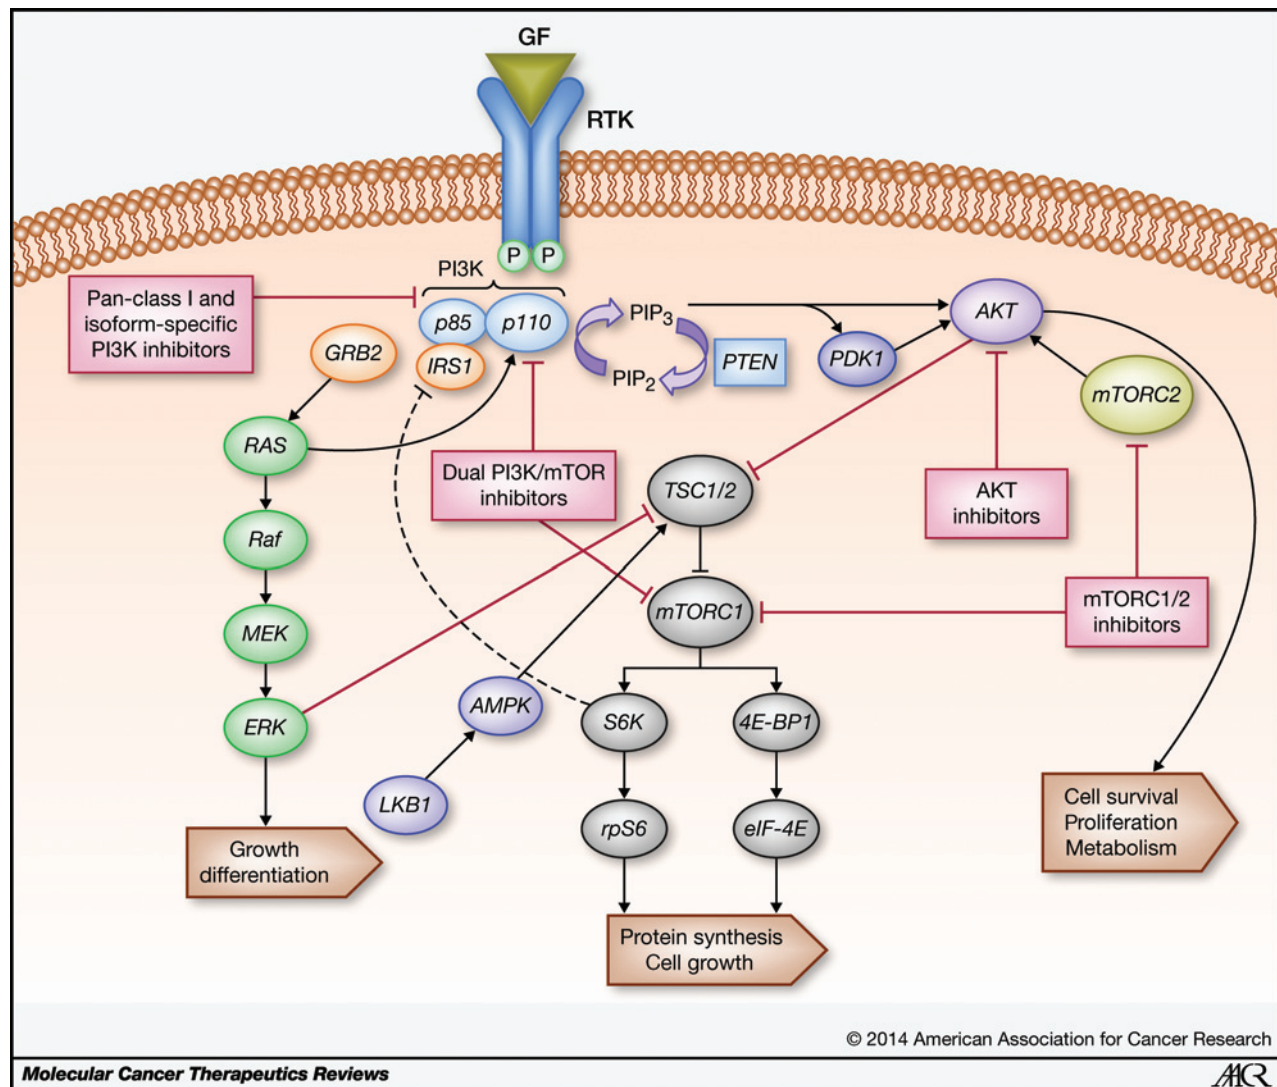 GF
RTK
P P
PI3K
Pan-class I and
isoform-specific
PI3K inhibitors
p85
p110
PIP3
AKT
GRB2
IRS1
PDK1
PTEN
PIP2
mTORC2
RAS
Dual PI3K/mTOR
inhibitors
TSC1/2
AKT
inhibitors
Raf
mTORC1
mTORC1/2
inhibitors
MEK
AMPK
S6K
4E-BP1
ERK
LKB1
rpS6
eIF-4E
Cell survival
Proliferation
Metabolism
Growth
differentiation
Protein synthesis
Cell growth
© 2014 American Association for Cancer Research
Molecular Cancer Therapeutics Reviews
AACR